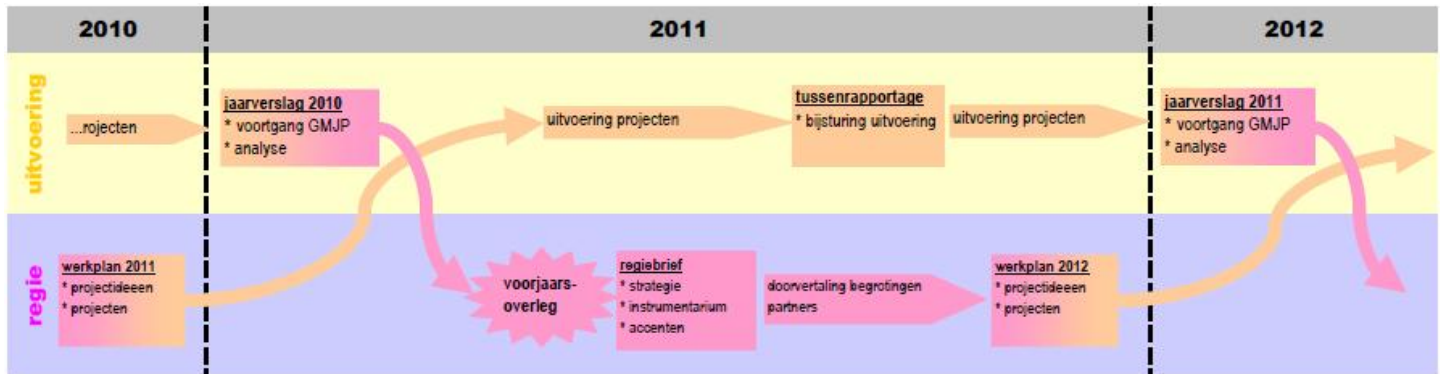 2010
2011
2012
uitvoering
...rojecten
jaarverslag 2010
* voortgang GMJP
* analyse
uitvoering projecten
tussenrapportage
* bijsturing uitvoering
uitvoering projecten
jaarverslag 2011
* voortgang GMJP
* analyse
regie
werkplan 2011
* projectideeen
* projecten
voorjaars-
overleg
regiebrief
* strategie
* instrumentarium
* accenten
doorvertaling begrotingen
partners
werkplan 2012
* projectideeen
* projecten